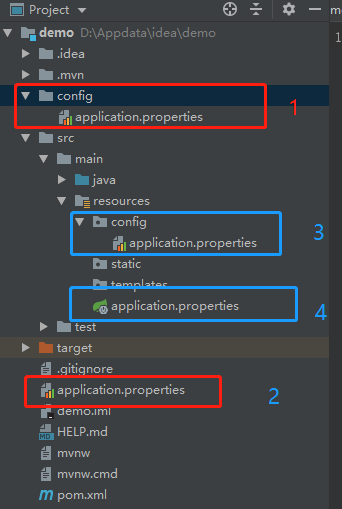 Project
demo D:\Appdata\idea\demo
.idea
.mvn
config
application.properties
1
src
main
java
resources
config
application.properties
3
static
templates
application.properties
4
test
target
.gitignore
application.properties
2
demo.iml
HELP.md
mvnw
mvnw.cmd
pom.xml